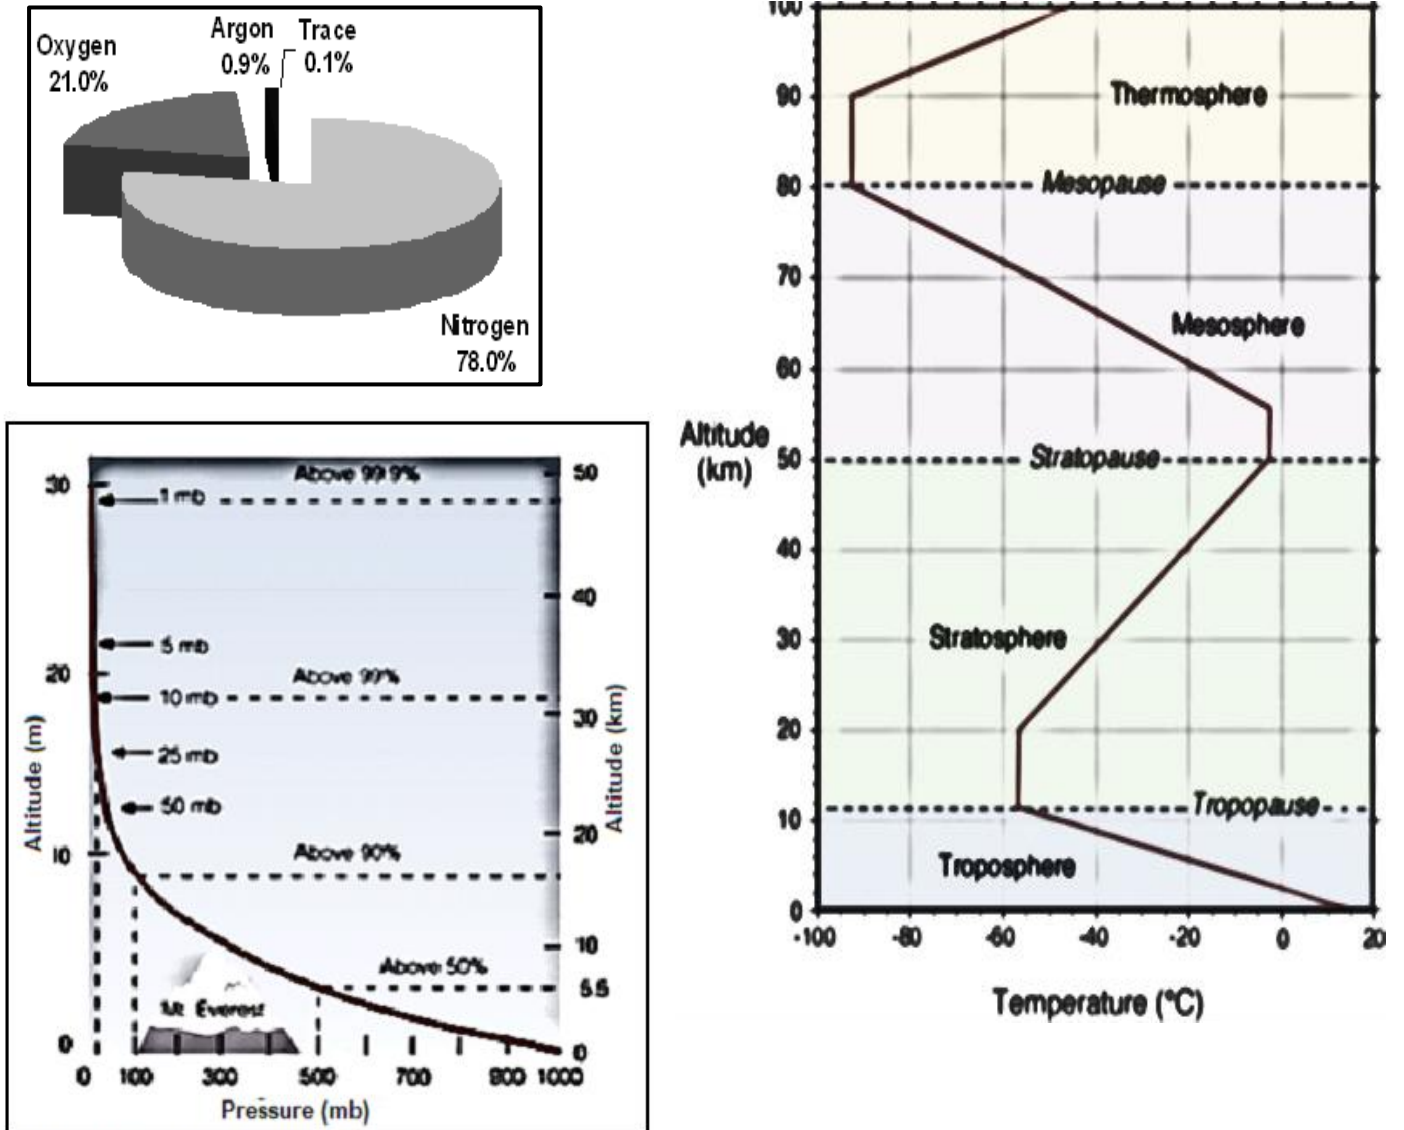 Oxygen
21.0%
Argon
0.9%
Trace
0.1%
Nitrogen
78.0%
Altitude (m)
30
20
10
0
Above 99.9%
1 mb
5 mb
Above 99%
10 mb
25 mb
50 mb
Above 90%
Above 50%
Mt Everest
50
40
30
20
10
5.5
0
Altitude (km)
0 100 300 500 700 900 1000
Pressure (mb)
Altitude
(km)
100
90
80
70
60
50
40
30
20
10
0
Thermosphere
Mesopause
Mesosphere
Stratopause
Stratosphere
Tropopause
Troposphere
-100 -80 -60 -40 -20 0 20
Temperature (°C)